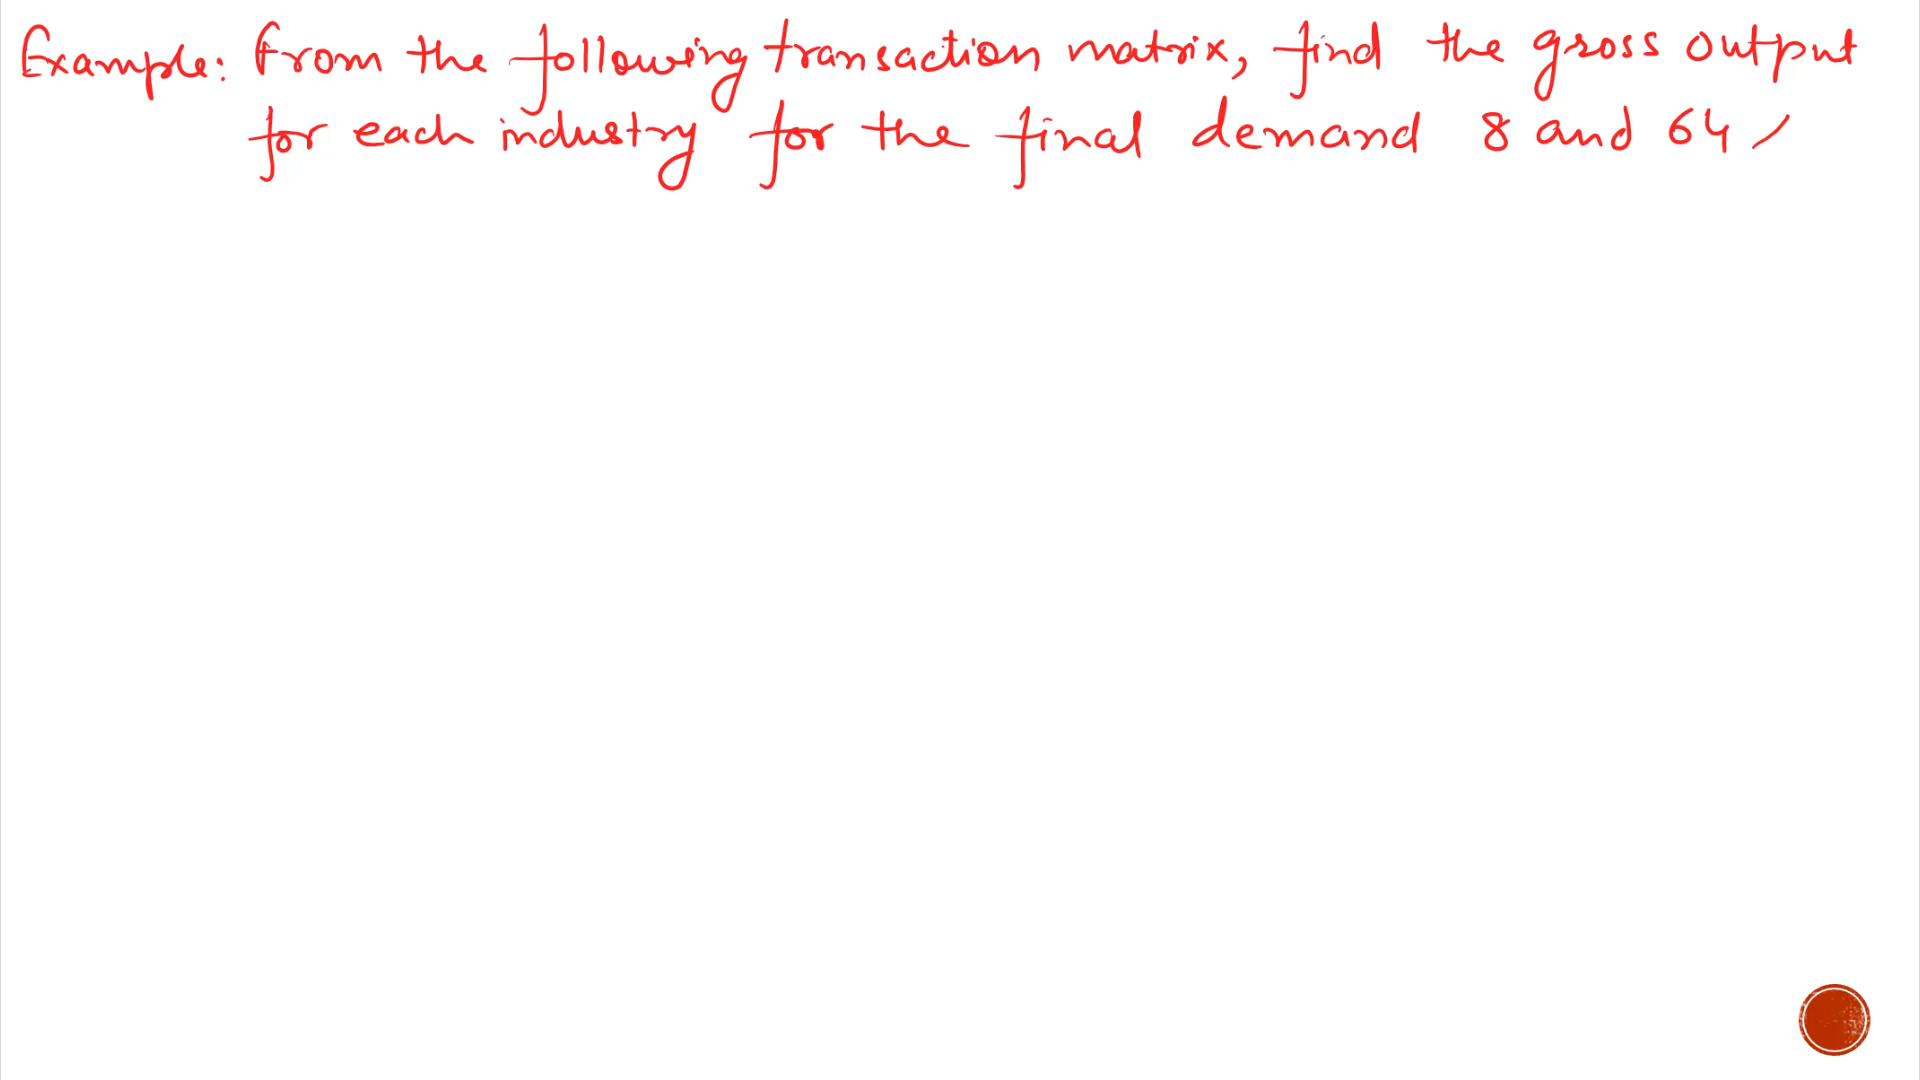 Example: From the following transaction matrix, find the gross output
for each industry for the final demand 8 and 64